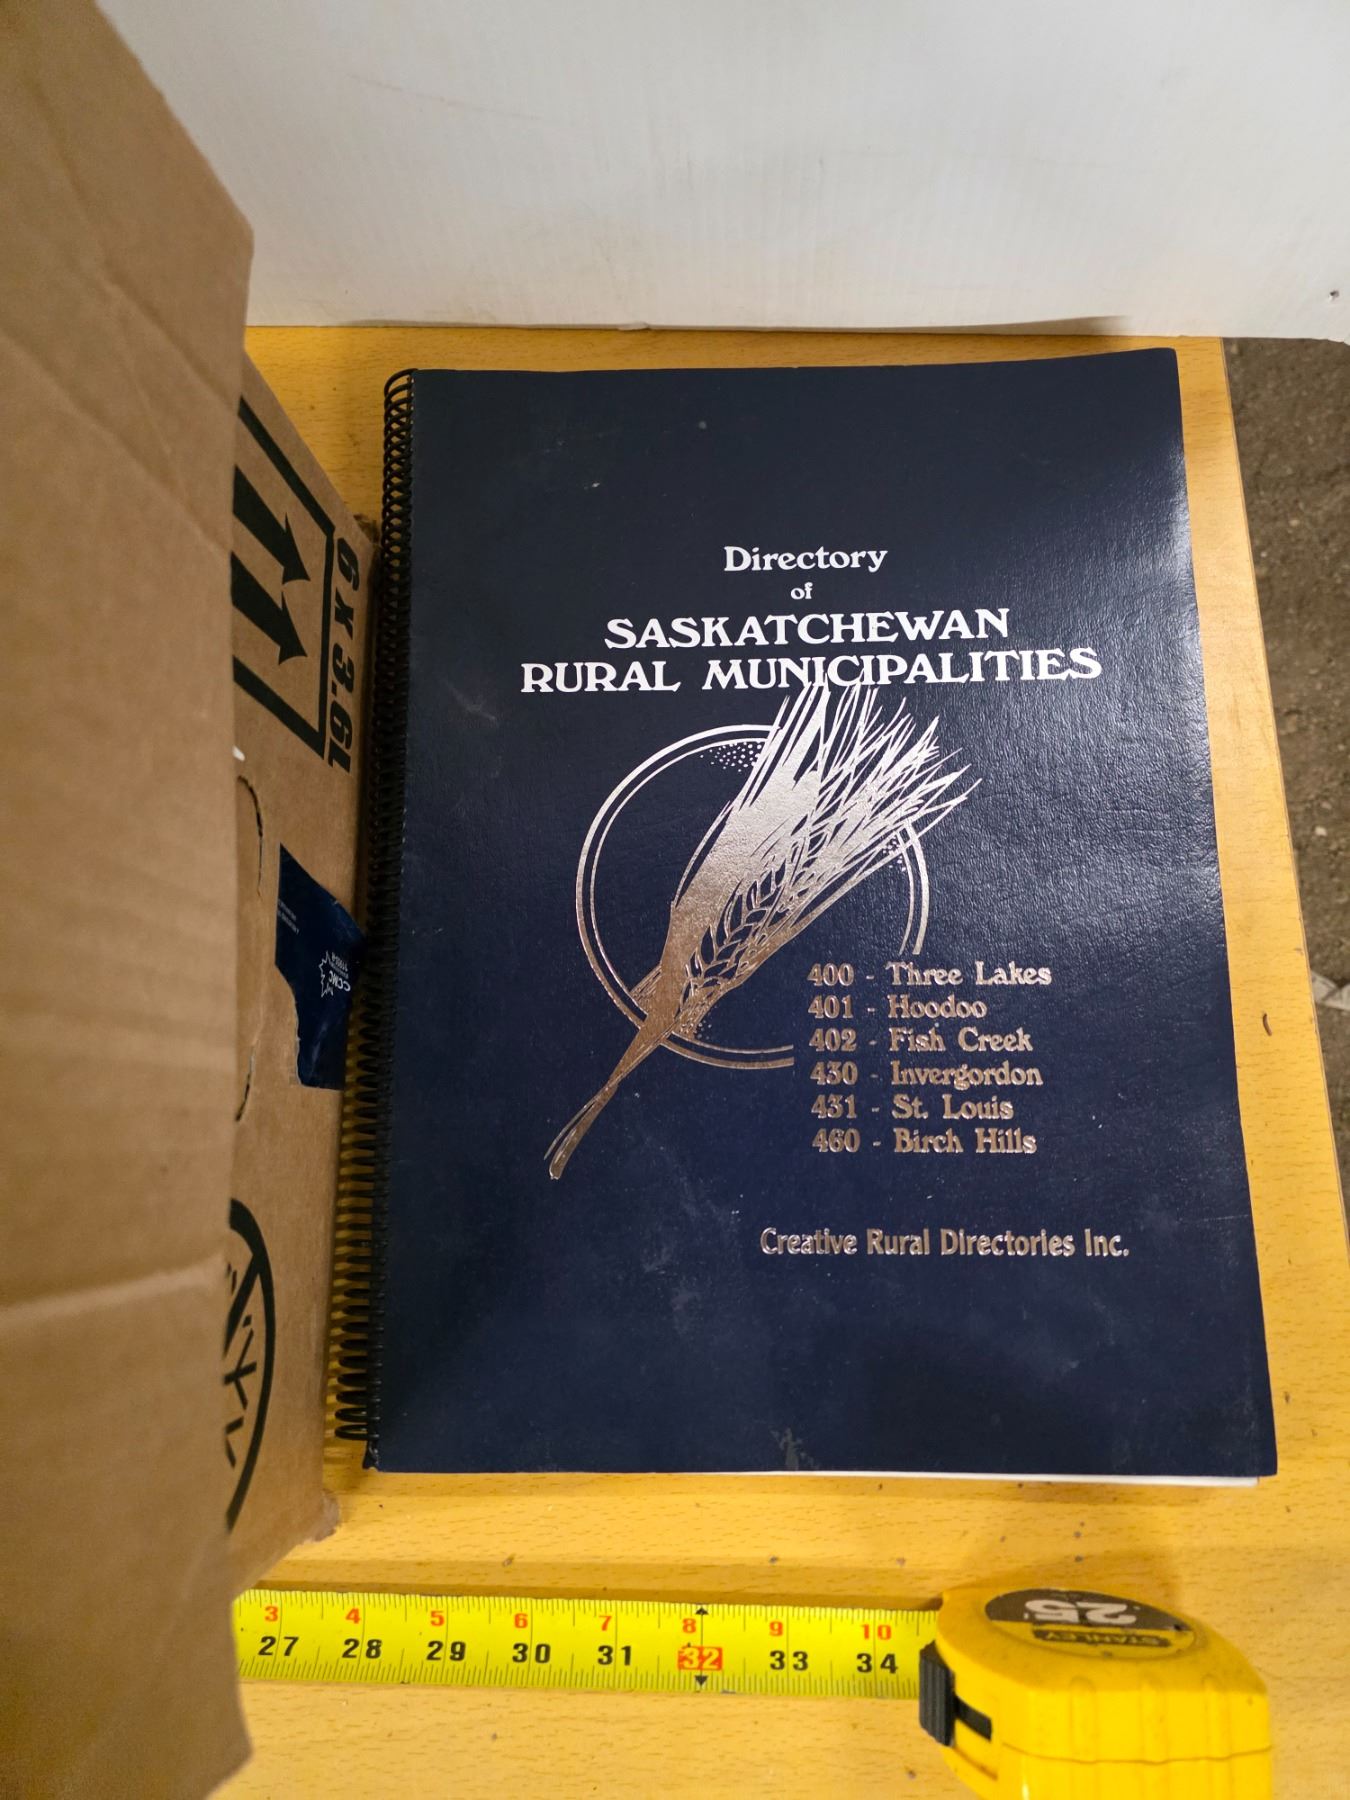 Directory
of
SASKATCHEWAN
RURAL MUNICIPALITIES
400 - Three Lakes
401 - Hoodoo
402 - Fish Creek
430 - Invergordon
431 - St. Louis
460 - Birch Hills
Creative Rural Directories Inc.
6 x 3.6L
CCMC
3 4 5 6 7 8 9 10
27 28 29 30 31 32 33 34
25
STANLEY